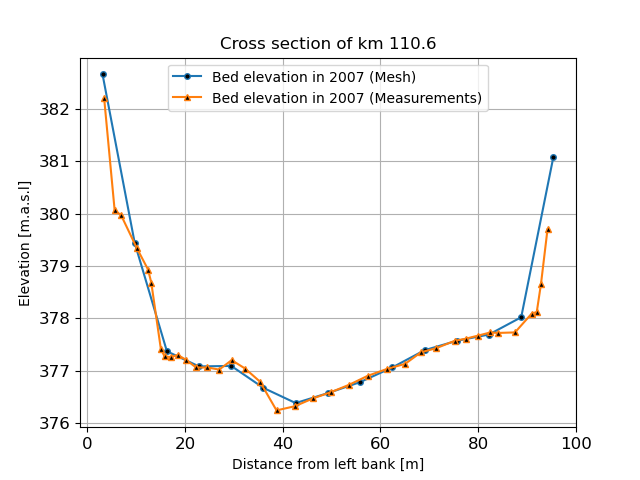 Cross section of km 110.6
Bed elevation in 2007 (Mesh)
Bed elevation in 2007 (Measurements)
Elevation [m.a.s.l]
382
381
380
379
378
377
376
0 20 40 60 80 100
Distance from left bank [m]